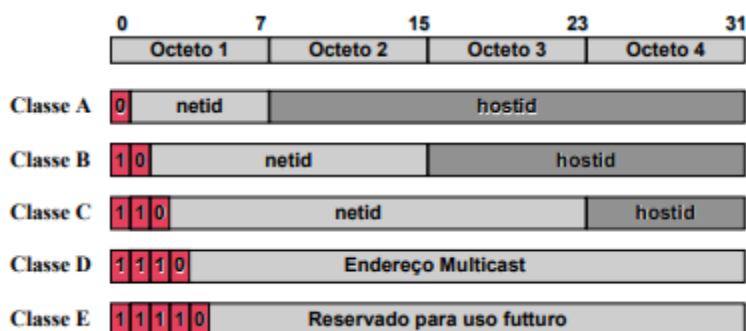 0 7 15 23 31
Octeto 1 Octeto 2 Octeto 3 Octeto 4
Classe A 0 netid hostid
Classe B 1 0 netid hostid
Classe C 1 1 0 netid hostid
Classe D 1 1 1 0 Endereço Multicast
Classe E 1 1 1 1 0 Reservado para uso futturo